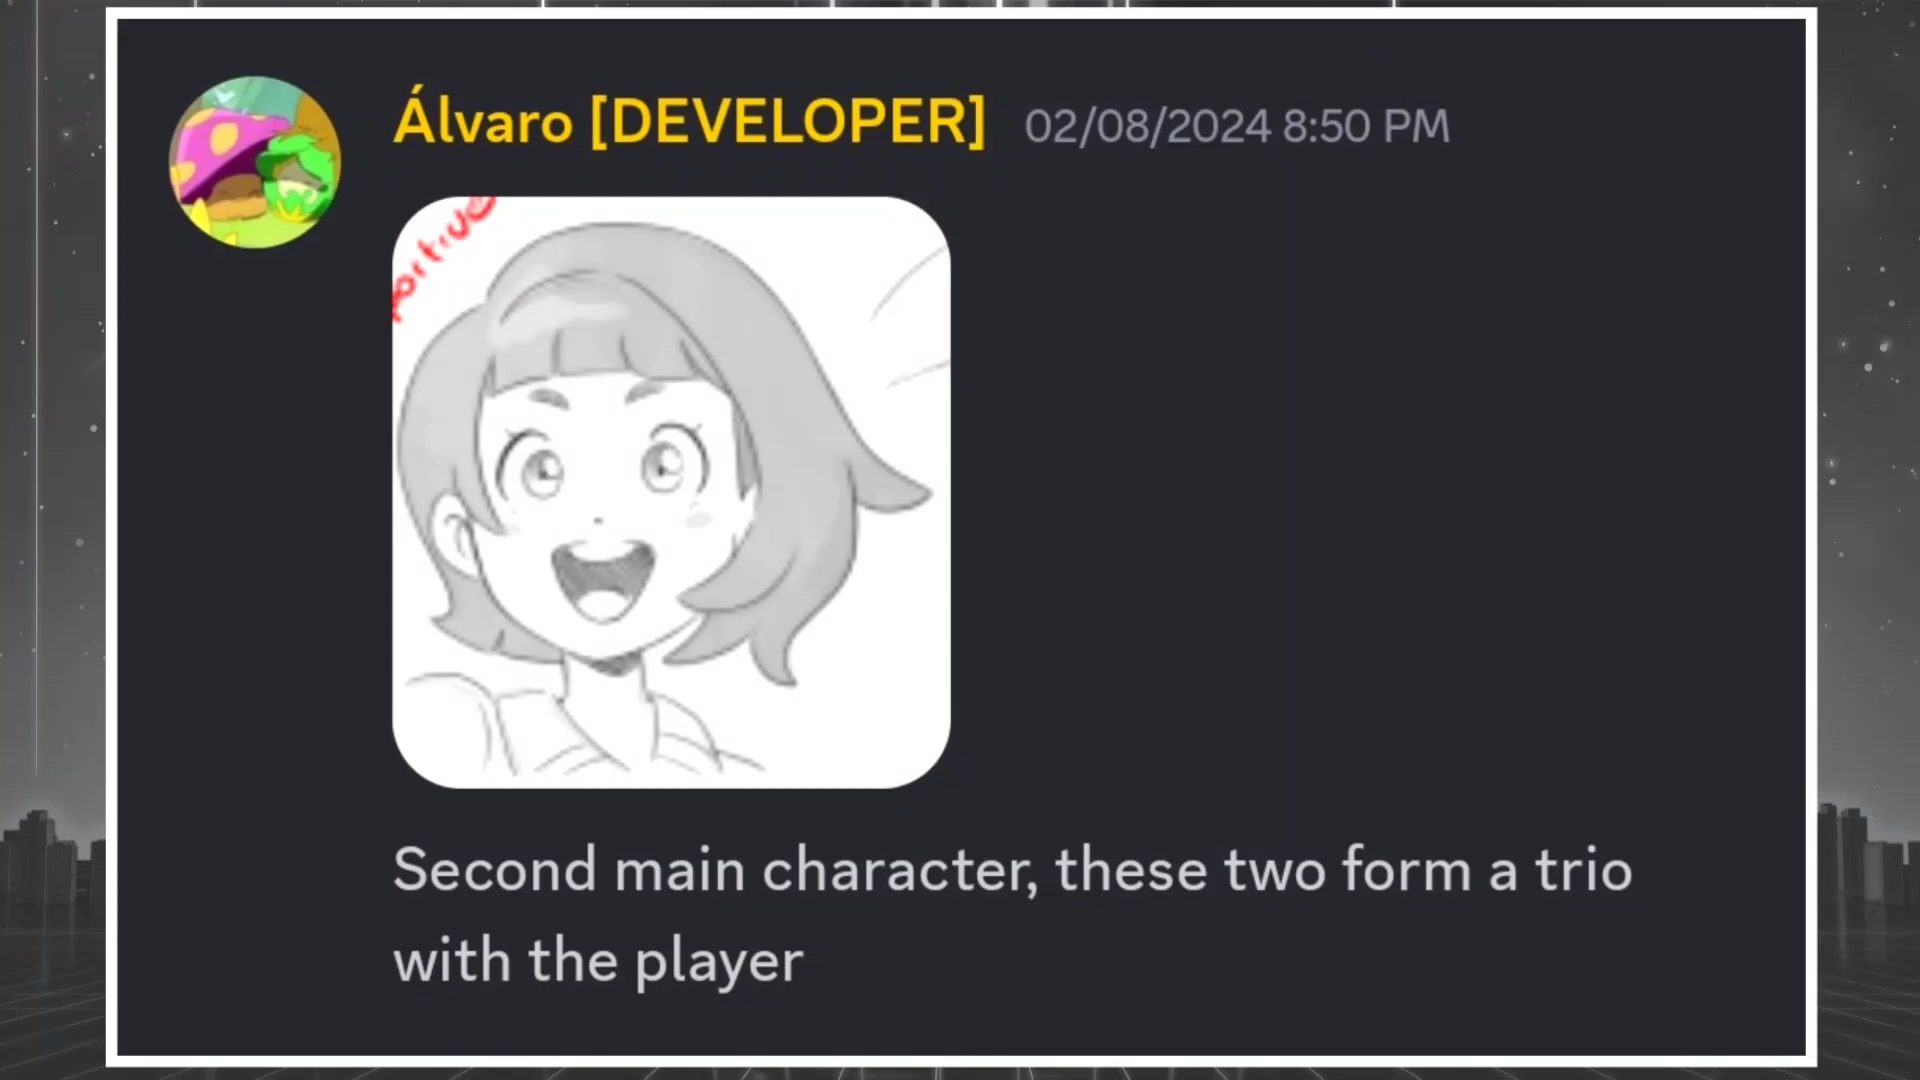 Álvaro [DEVELOPER] 02/08/2024 8:50 PM
Second main character, these two form a trio
with the player